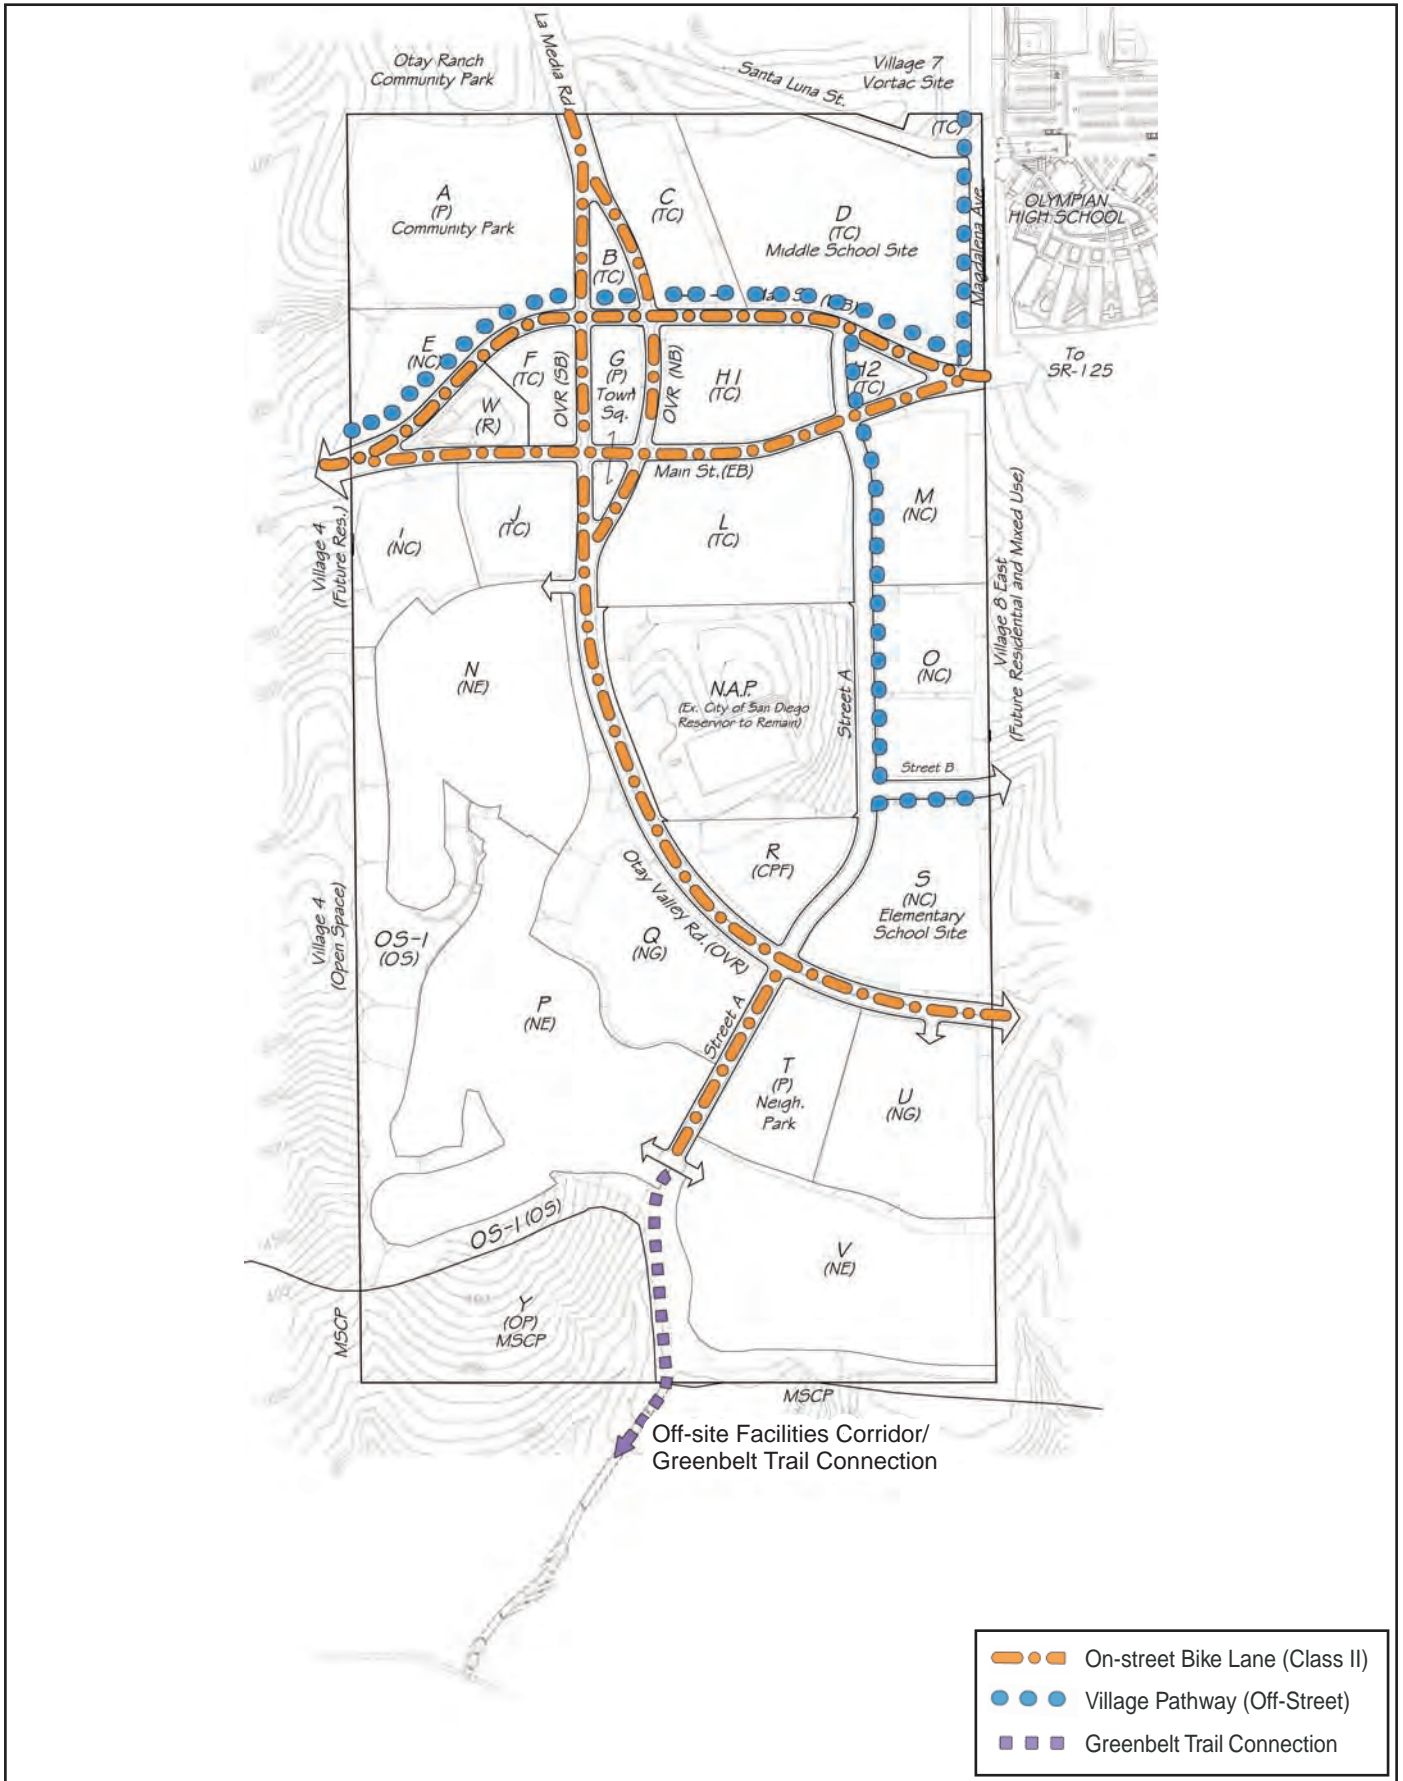 La Media Rd.
Otay Ranch
Community Park
Santa Luna St.
Village 7
Vortac Site
(TC)
A
(P)
Community Park
C
(TC)
D
(TC)
Middle School Site
Magdalena Ave.
OLYMPIAN
HIGH SCHOOL
B
(TC)
E
(NC)
F
(TC)
OVR (SB)
G
(P)
Town
Sq.
OVR (NB)
H1
(TC)
H2
(TC)
To
SR-125
W
(R)
Main St.(EB)
Village 4
(Future Res.)
I
(NC)
J
(TC)
L
(TC)
M
(NC)
Village 8 East
(Future Residential and Mixed Use)
N
(NE)
N.A.P.
(Ex. City of San Diego
Reservior to Remain)
Street A
O
(NC)
Street B
R
(CPF)
S
(NC)
Elementary
School Site
Otay Valley Rd. (OVR)
Village 4
(Open Space)
OS-1
(OS)
Q
(NG)
P
(NE)
Street A
T
(P)
Neigh.
Park
U
(NG)
OS-1 (OS)
V
(NE)
Y
(OP)
MSCP
MSCP
MSCP
Off-site Facilities Corridor/
Greenbelt Trail Connection
On-street Bike Lane (Class II)
Village Pathway (Off-Street)
Greenbelt Trail Connection